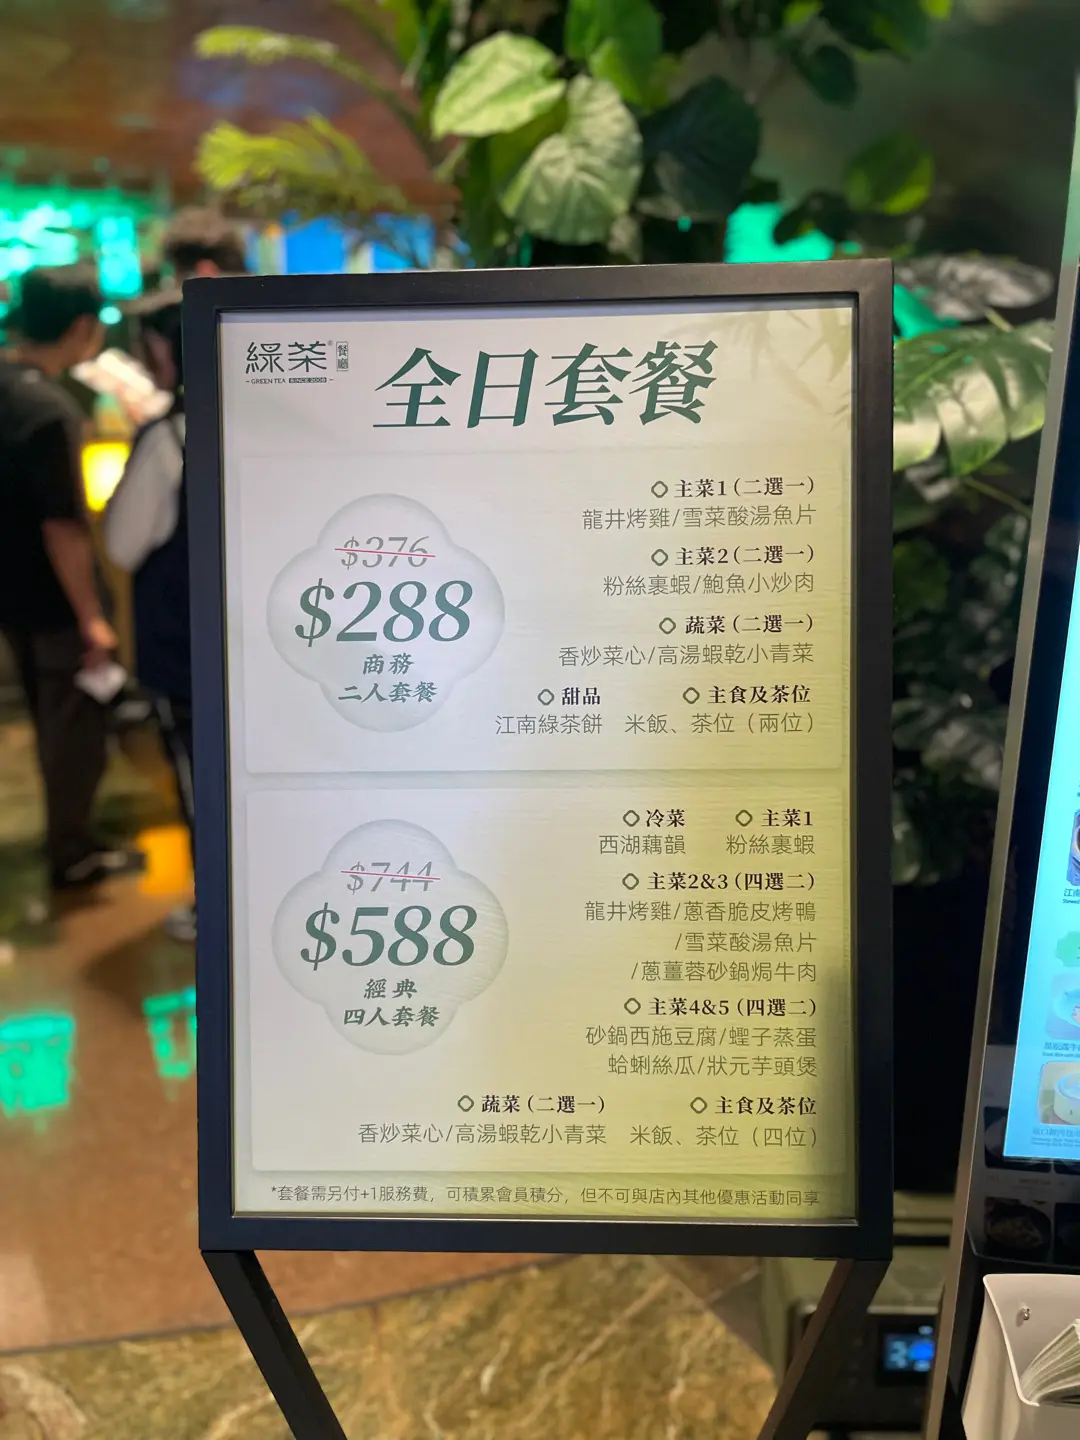 綠茶®餐廳
- GREEN TEA SINCE 2008 -
全日套餐
$376
$288
商務
二人套餐
主菜1(二選一)
龍井烤雞/雪菜酸湯魚片
主菜2(二選一)
粉絲裹蝦/鮑魚小炒肉
蔬菜(二選一)
香炒菜心/高湯蝦乾小青菜
甜品 主食及茶位
江南綠茶餅 米飯、茶位（兩位）
$744
$588
經典
四人套餐
冷菜 主菜1
西湖藕韻 粉絲裹蝦
主菜2&3(四選二)
龍井烤雞/蔥香脆皮烤鴨
/雪菜酸湯魚片
/蔥薑蓉砂鍋焗牛肉
主菜4&5(四選二)
砂鍋西施豆腐/蟶子蒸蛋
蛤蜊絲瓜/狀元芋頭煲
蔬菜(二選一) 主食及茶位
香炒菜心/高湯蝦乾小青菜 米飯、茶位（四位）
*套餐需另付+1服務費，可積累會員積分，但不可與店內其他優惠活動同享